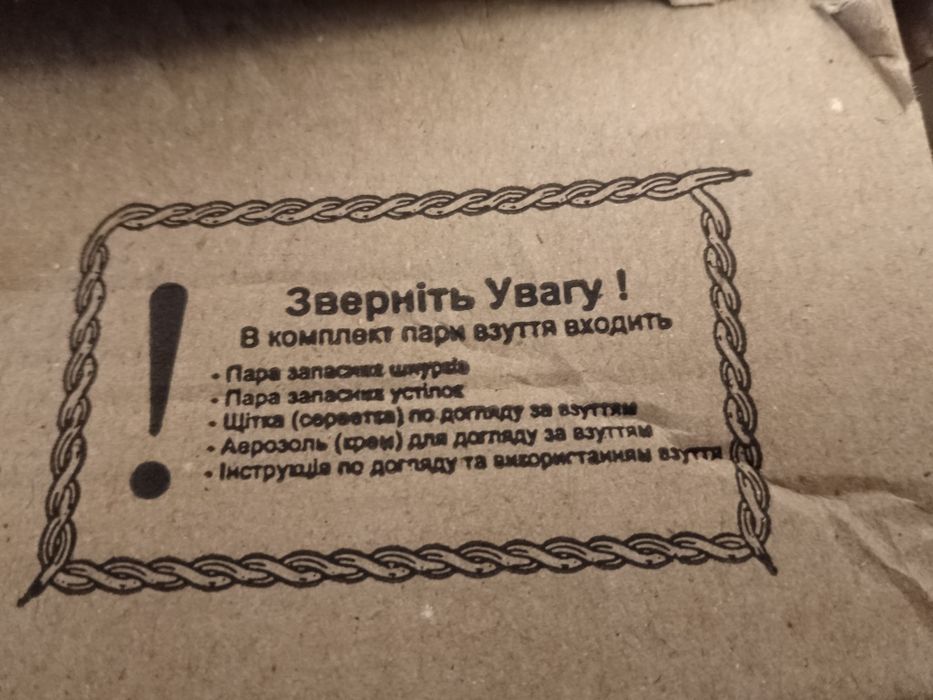 Зверніть Увагу !
В комплект пари взуття входить
- Пара запасних шнурків
- Пара запасних устілок
- Щітка (серветка) по догляду за взуттям
- Аерозоль (крем) для догляду за взуттям
- Інструкція по догляду та використанням взуття